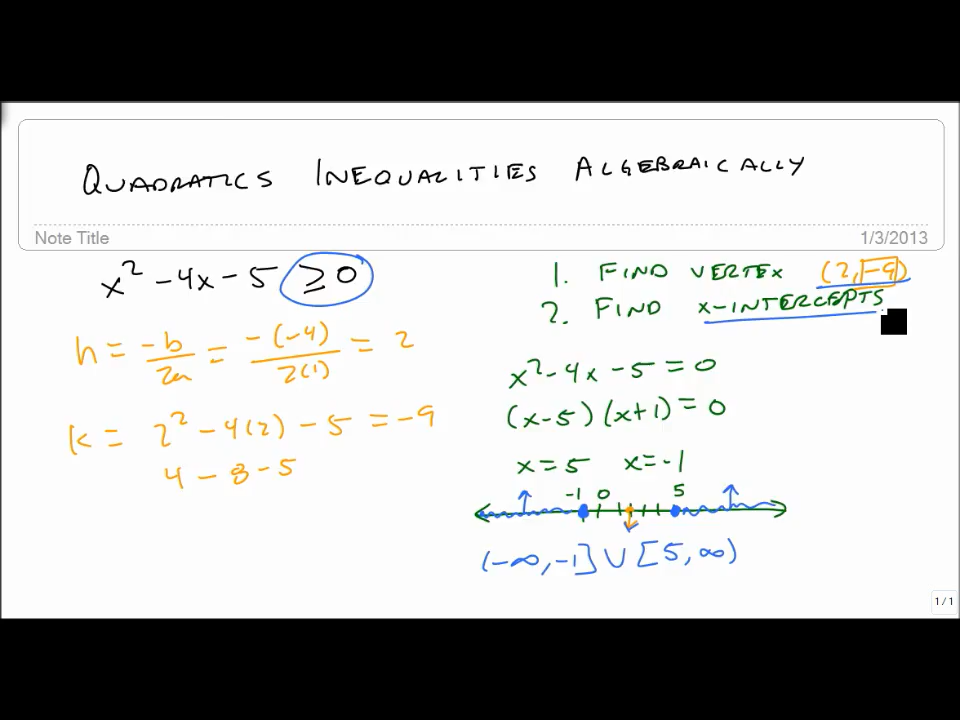 QUADRATICS INEQUALITIES ALGEBRAICALLY
Note Title 1/3/2013
x² - 4x - 5 ≥ 0
h = -b/2a = -(-4)/2(1) = 2
k = 2² - 4(2) - 5 = -9
4 - 8 - 5
1. FIND VERTEX (2, -9)
2. FIND x-INTERCEPTS
x² - 4x - 5 = 0
(x-5)(x+1) = 0
x = 5 x = -1
-1 0 5
(-∞, -1] ∪ [5, ∞)
1 / 1